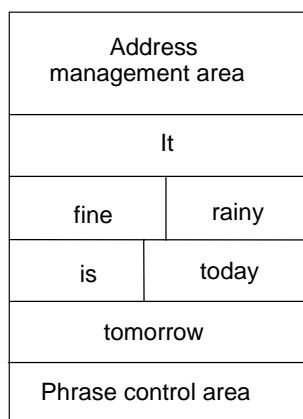 Address
management area
It
fine rainy
is today
tomorrow
Phrase control area